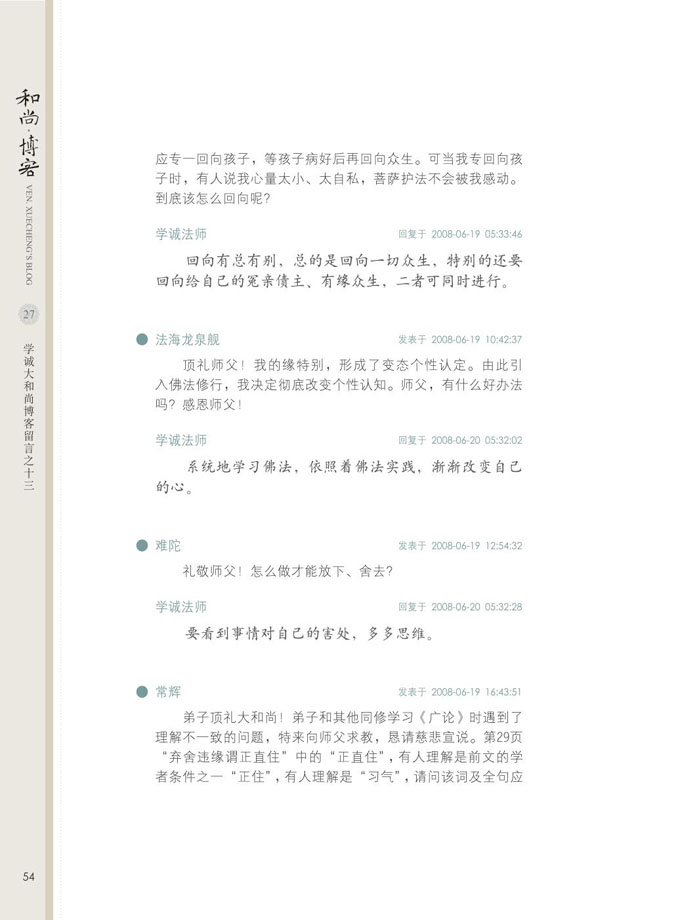 和尚·博客
VEN. XUECHENG'S BLOG
27
学诚大和尚博客留言之十三
应专一回向孩子，等孩子病好后再回向众生。可当我专回向孩
子时，有人说我心量太小、太自私，菩萨护法不会被我感动。
到底该怎么回向呢？
学诚法师 回复于 2008-06-19 05:33:46
回向有总有别，总的是回向一切众生，特别的还要
回向给自己的冤亲债主、有缘众生，二者可同时进行。
法海龙泉舰 发表于 2008-06-19 10:42:37
顶礼师父！我的缘特别，形成了变态个性认定。由此引
入佛法修行，我决定彻底改变个性认知。师父，有什么好办法
吗？感恩师父！
学诚法师 回复于 2008-06-20 05:32:02
系统地学习佛法，依照着佛法实践，渐渐改变自己
的心。
难陀 发表于 2008-06-19 12:54:32
礼敬师父！怎么做才能放下、舍去？
学诚法师 回复于 2008-06-20 05:32:28
要看到事情对自己的害处，多多思维。
常辉 发表于 2008-06-19 16:43:51
弟子顶礼大和尚！弟子和其他同修学习《广论》时遇到了
理解不一致的问题，特来向师父求教，恳请慈悲宣说。第29页
“弃舍违缘谓正直住”中的“正直住”，有人理解是前文的学
者条件之一“正住”，有人理解是“习气”，请问该词及全句应
54